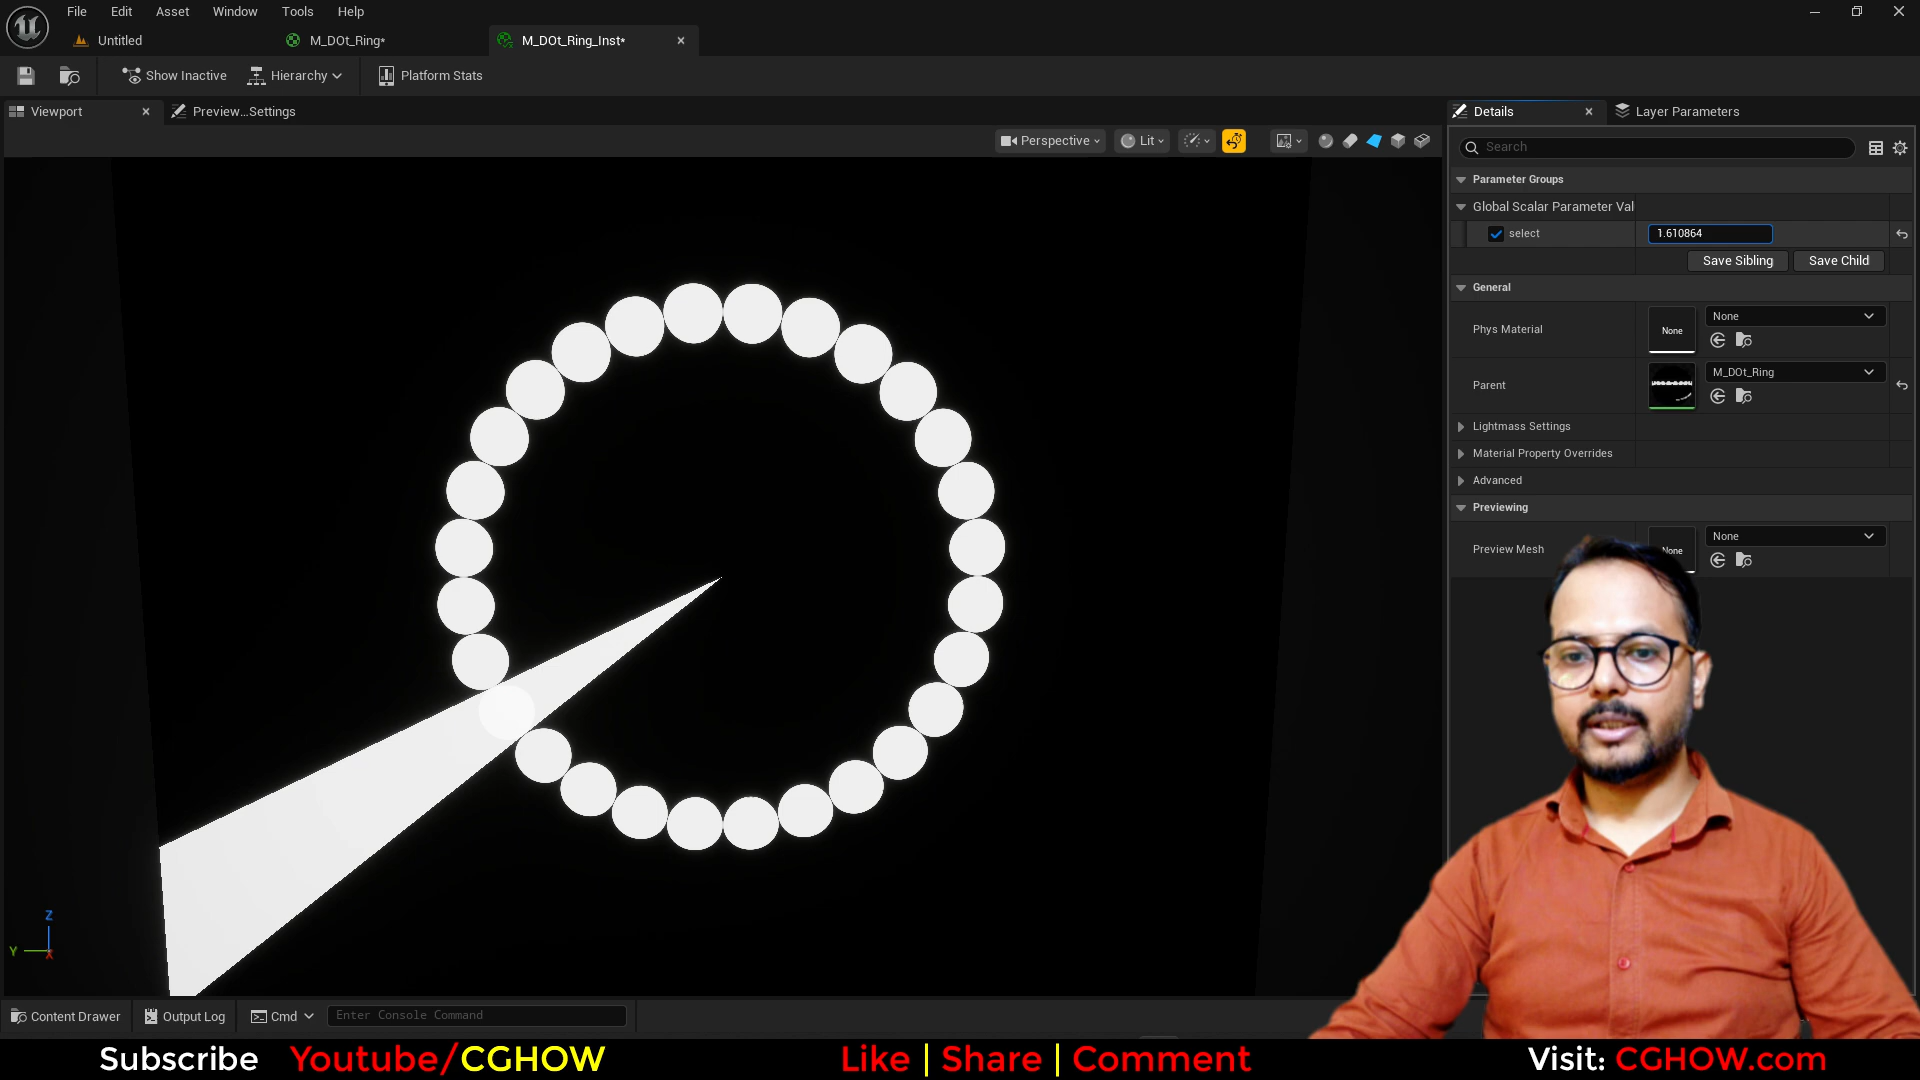 File Edit Asset Window Tools Help
Untitled M_DOt_Ring* M_DOt_Ring_Inst*
Show Inactive Hierarchy Platform Stats
Viewport Preview...Settings Details Layer Parameters
Perspective Lit
Search
Parameter Groups
Global Scalar Parameter Val
select 1.610864
Save Sibling Save Child
General
Phys Material None None
Parent M_DOt_Ring
Lightmass Settings
Material Property Overrides
Advanced
Previewing
Preview Mesh None None
Z
Y X
Content Drawer Output Log Cmd Enter Console Command
Subscribe Youtube/CGHOW Like | Share | Comment Visit: CGHOW.com